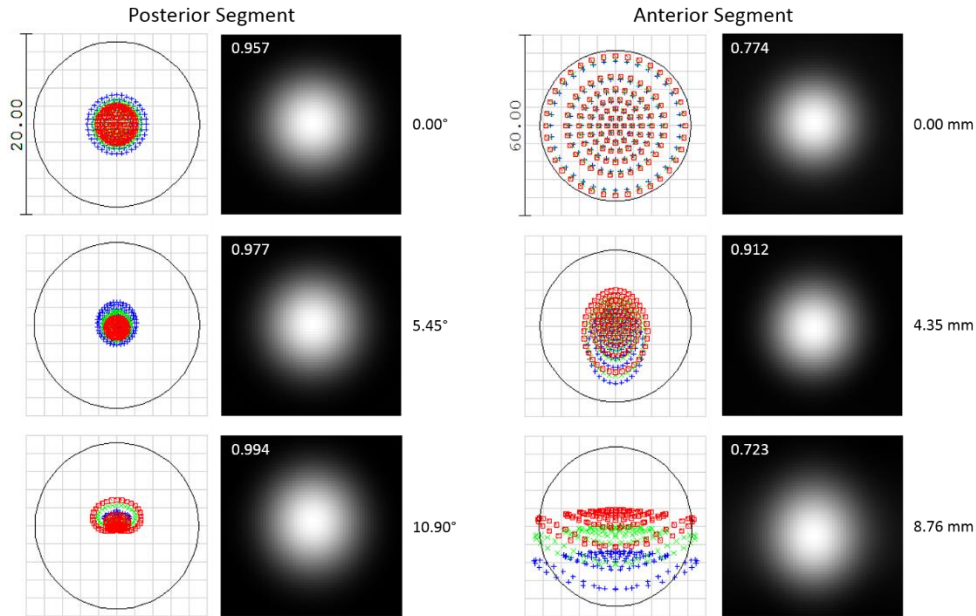 Posterior Segment
Anterior Segment
20.00
0.957
0.00°
60.00
0.774
0.00 mm
0.977
5.45°
0.912
4.35 mm
0.994
10.90°
0.723
8.76 mm